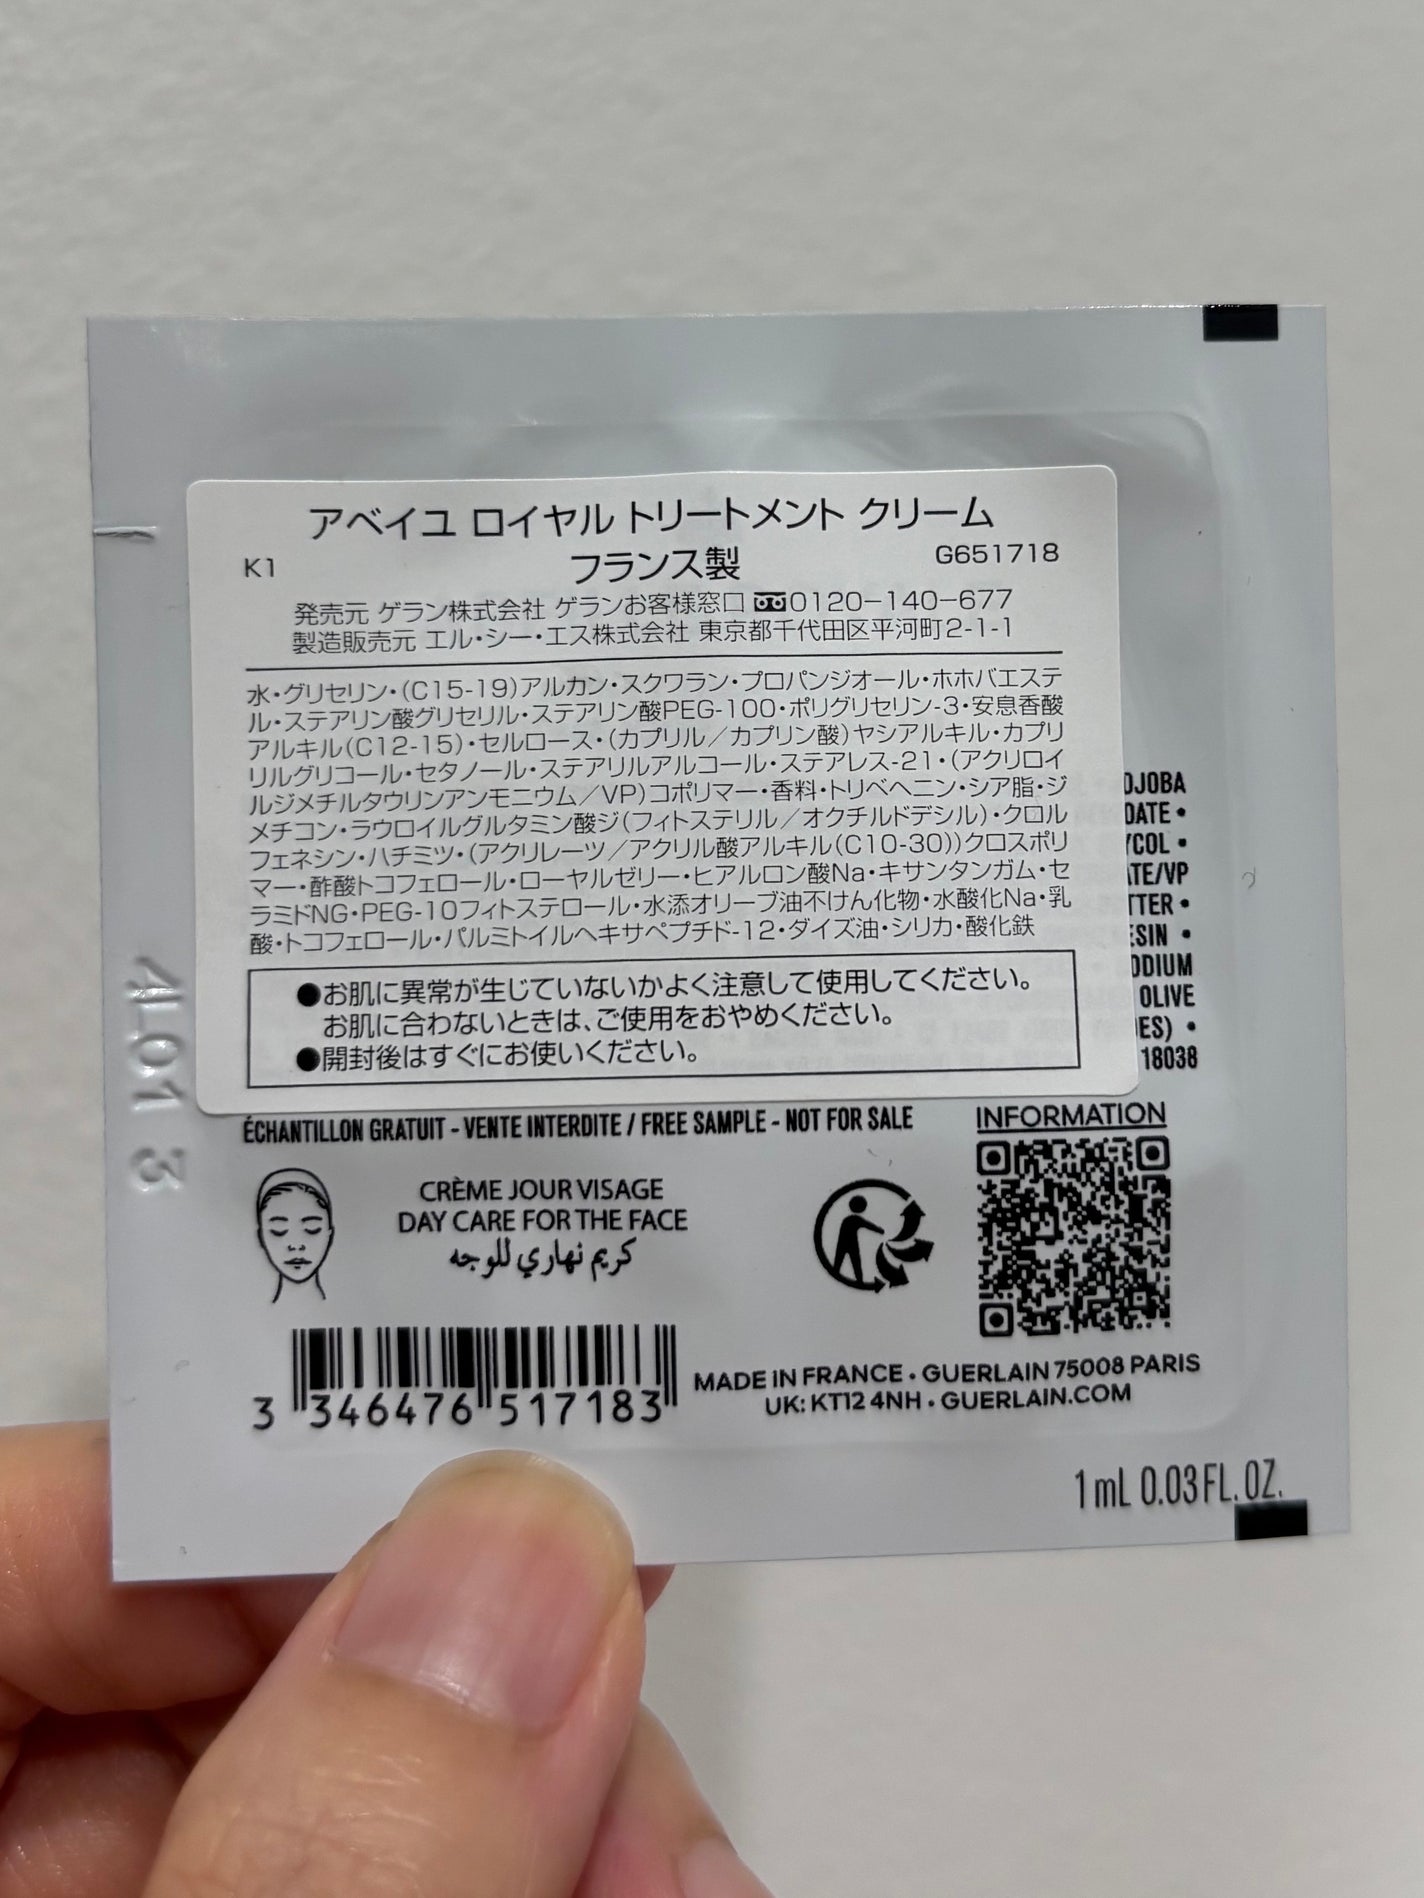 アベイユ ロイヤル トリートメント クリーム
K1 フランス製 G651718
発売元 ゲラン株式会社 ゲランお客様窓口 0120-140-677
製造販売元 エル・シー・エス株式会社 東京都千代田区平河町2-1-1
水・グリセリン・(C15-19)アルカン・スクワラン・プロパンジオール・ホホバエステ
ル・ステアリン酸グリセリル・ステアリン酸PEG-100・ポリグリセリン-3・安息香酸
アルキル(C12-15)・セルロース・(カプリル/カプリン酸)ヤシアルキル・カプリ
リルグリコール・セタノール・ステアリルアルコール・ステアレス-21・(アクリロイ
ルジメチルタウリンアンモニウム/VP)コポリマー・香料・トリベヘニン・シア脂・ジ
メチコン・ラウロイルグルタミン酸ジ(フィトステリル/オクチルドデシル)・クロル
フェネシン・ハチミツ・(アクリレーツ/アクリル酸アルキル(C10-30))クロスポリ
マー・酢酸トコフェロール・ローヤルゼリー・ヒアルロン酸Na・キサンタンガム・セ
ラミドNG・PEG-10フィトステロール・水添オリーブ油不けん化物・水酸化Na・乳
酸・トコフェロール・パルミトイルヘキサペプチド-12・ダイズ油・シリカ・酸化鉄
●お肌に異常が生じていないかよく注意して使用してください。
お肌に合わないときは、ご使用をおやめください。
●開封後はすぐにお使いください。
OJOBA
DATE •
YCOL •
ATE/VP
TTER •
ESIN •
ODIUM
OLIVE
ES) •
18038
4L01 3
ÉCHANTILLON GRATUIT - VENTE INTERDITE / FREE SAMPLE - NOT FOR SALE
INFORMATION
CRÈME JOUR VISAGE
DAY CARE FOR THE FACE
كريم نهاري للوجه
3 346476 517183
MADE IN FRANCE • GUERLAIN 75008 PARIS
UK: KT12 4NH • GUERLAIN.COM
1 mL 0.03 FL. OZ.